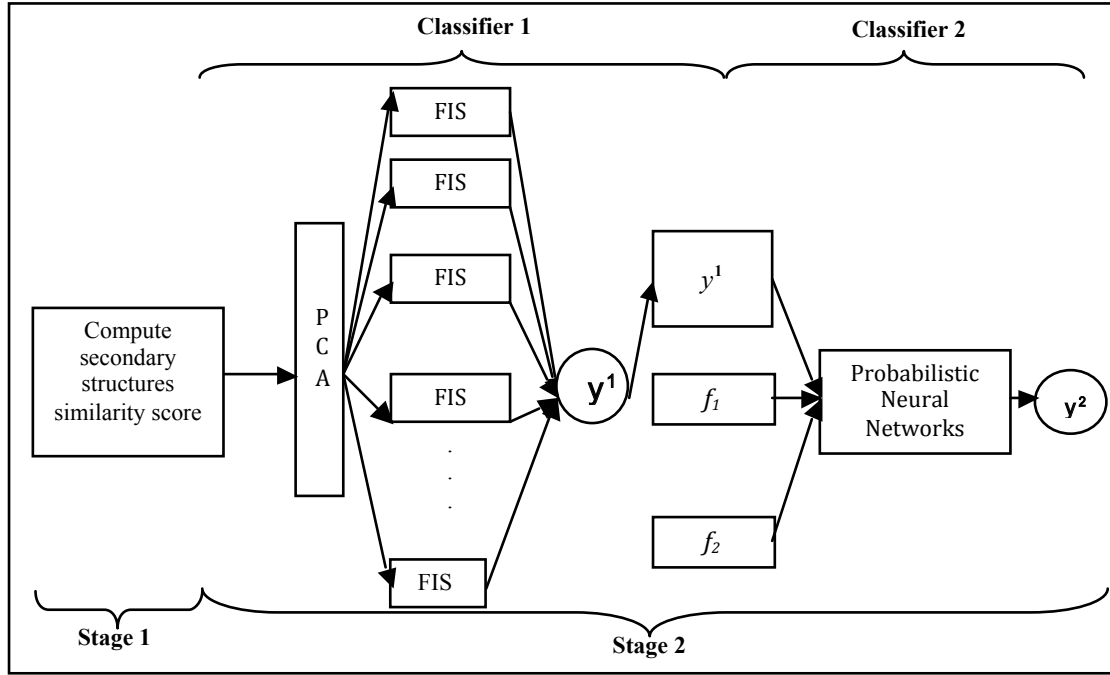 Classifier 1
Classifier 2
FIS
FIS
FIS
FIS
.
.
.
FIS
Compute
secondary
structures
similarity score
P
C
A
y¹
y¹
f₁
f₂
Probabilistic
Neural
Networks
y²
Stage 1
Stage 2